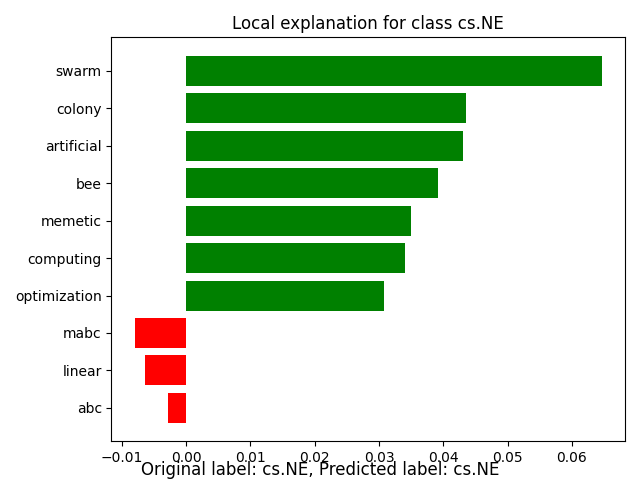 Local explanation for class cs.NE
swarm
colony
artificial
bee
memetic
computing
optimization
mabc
linear
abc
−0.01 0.00 0.01 0.02 0.03 0.04 0.05 0.06
Original label: cs.NE, Predicted label: cs.NE